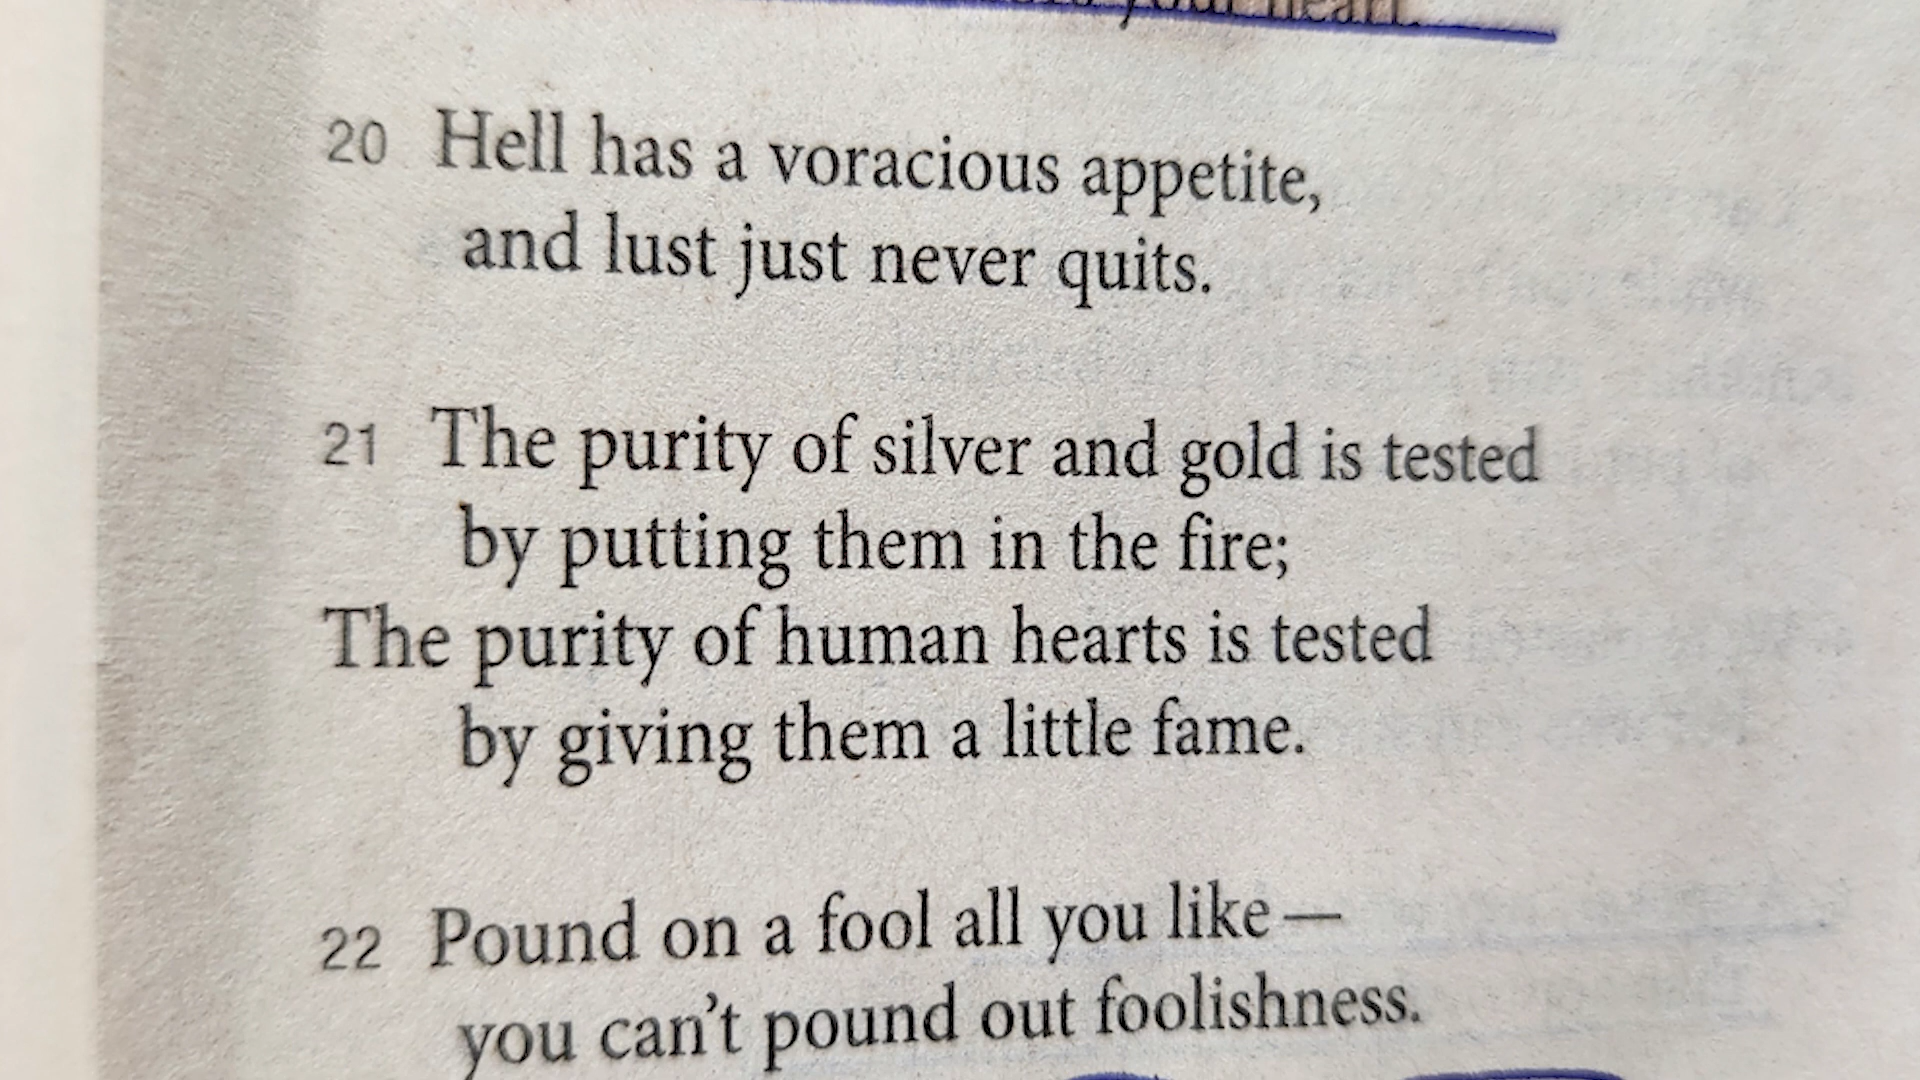 your heart.
20 Hell has a voracious appetite,
and lust just never quits.
21 The purity of silver and gold is tested
by putting them in the fire;
The purity of human hearts is tested
by giving them a little fame.
22 Pound on a fool all you like—
you can't pound out foolishness.